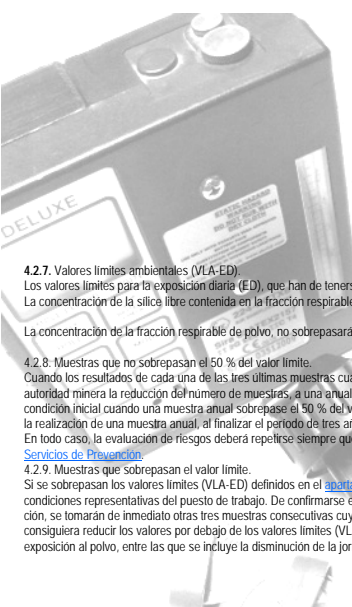 DELUXE
STATIC HAZARD
4.2.7. Valores límites ambientales (VLA-ED).
Los valores límites para la exposición diaria (ED), que han de teners
La concentración de la sílice libre contenida en la fracción respirable
La concentración de la fracción respirable de polvo, no sobrepasará
4.2.8. Muestras que no sobrepasan el 50 % del valor límite.
Cuando los resultados de cada una de las tres últimas muestras cua
autoridad minera la reducción del número de muestras, a una anual
condición inicial cuando una muestra anual sobrepase el 50 % del v
la realización de una muestra anual, al finalizar el período de tres añ
En todo caso, la evaluación de riesgos deberá repetirse siempre que
Servicios de Prevención.
4.2.9. Muestras que sobrepasan el valor límite.
Si se sobrepasan los valores límites (VLA-ED) definidos en el aparta
condiciones representativas del puesto de trabajo. De confirmarse e
ción, se tomarán de inmediato otras tres muestras consecutivas cuy
consiguiera reducir los valores por debajo de los valores límites (VL
exposición al polvo, entre las que se incluye la disminución de la jor